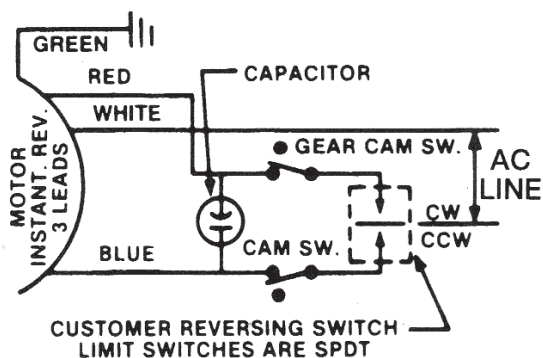 GREEN
RED
CAPACITOR
WHITE
MOTOR
INSTANT. REV.
3 LEADS
GEAR CAM SW.
AC
LINE
CW
CCW
BLUE
CAM SW.
CUSTOMER REVERSING SWITCH
LIMIT SWITCHES ARE SPDT